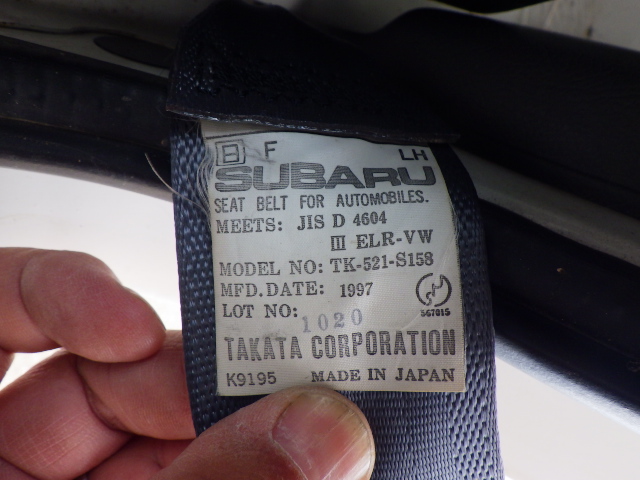 日 F LH
SUBARU
SEAT BELT FOR AUTOMOBILES.
MEETS: JIS D 4604
III ELR-VW
MODEL NO: TK-521-S158
MFD. DATE: 1997
LOT NO: 1020
TAKATA CORPORATION
K9195 MADE IN JAPAN